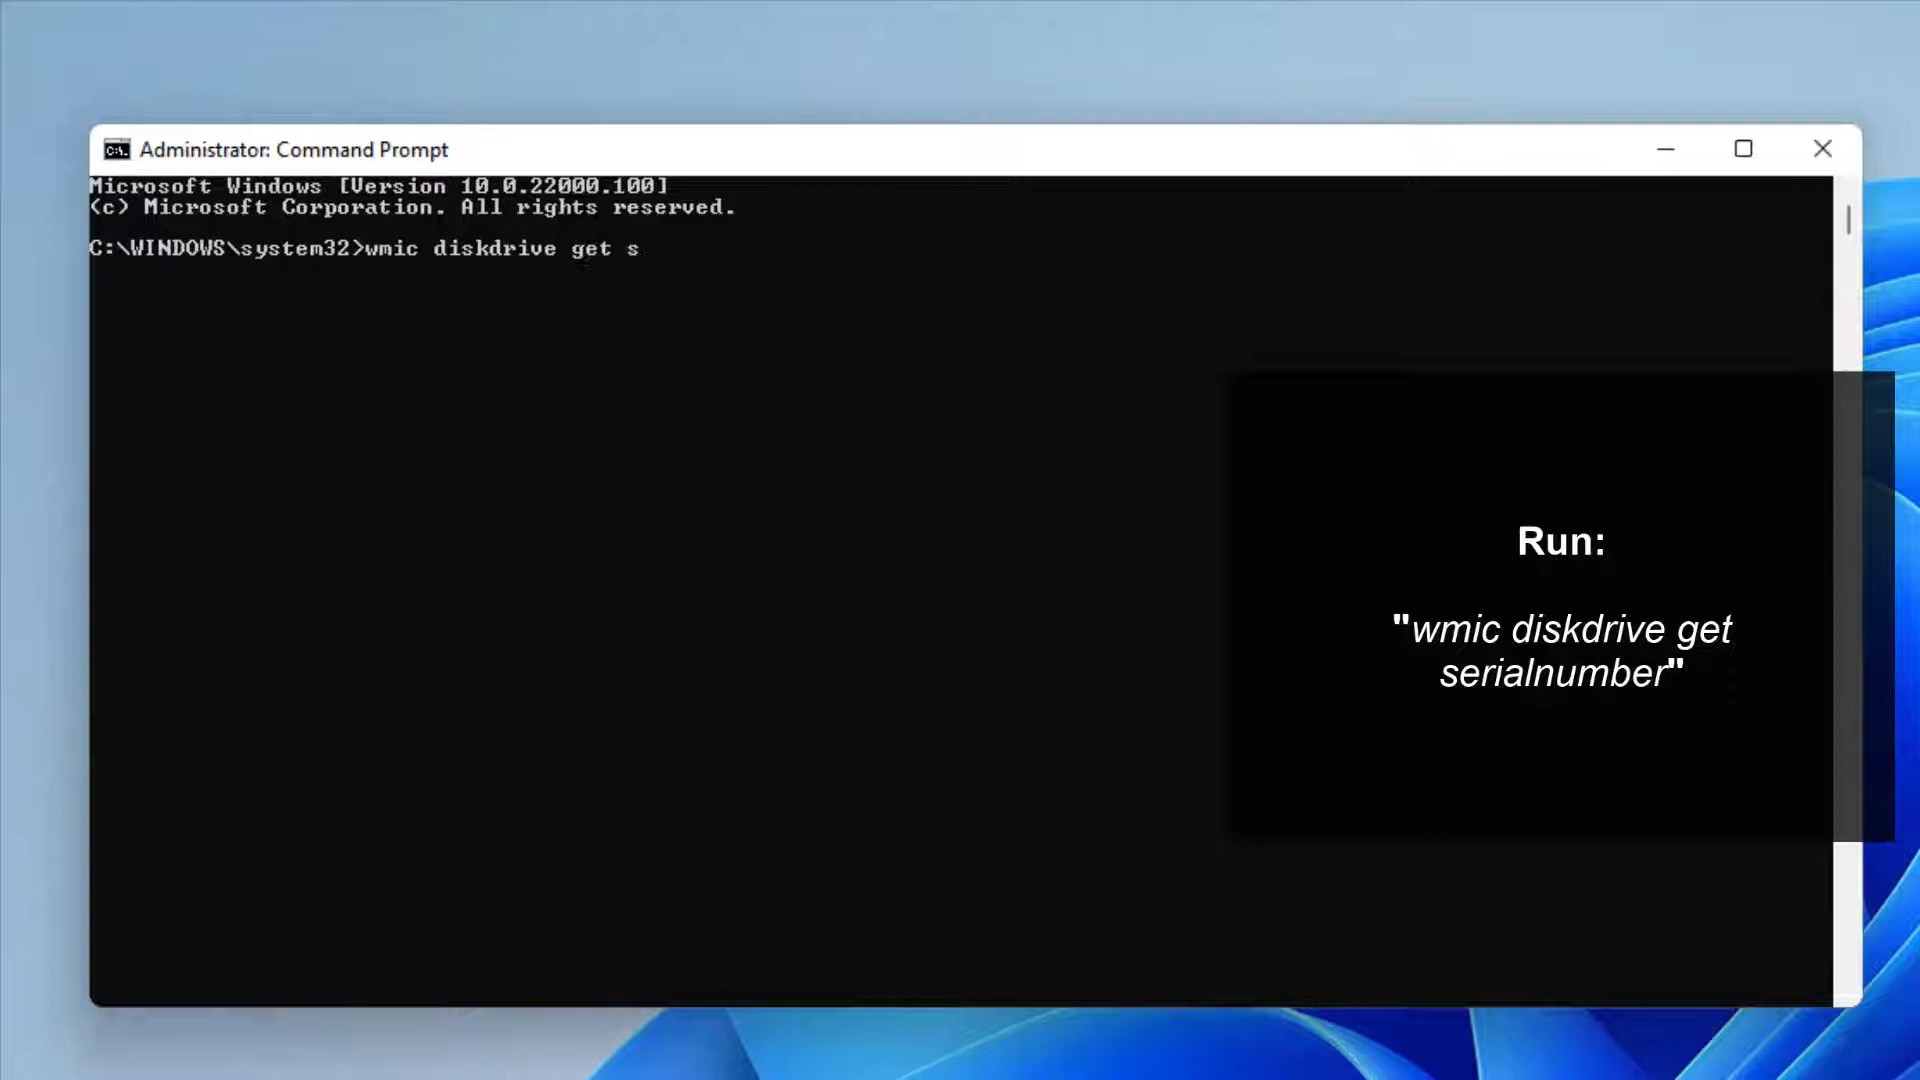 Administrator: Command Prompt
Microsoft Windows [Version 10.0.22000.100]
(c) Microsoft Corporation. All rights reserved.
C:\WINDOWS\system32>wmic diskdrive get s
Run:
"wmic diskdrive get
serialnumber"